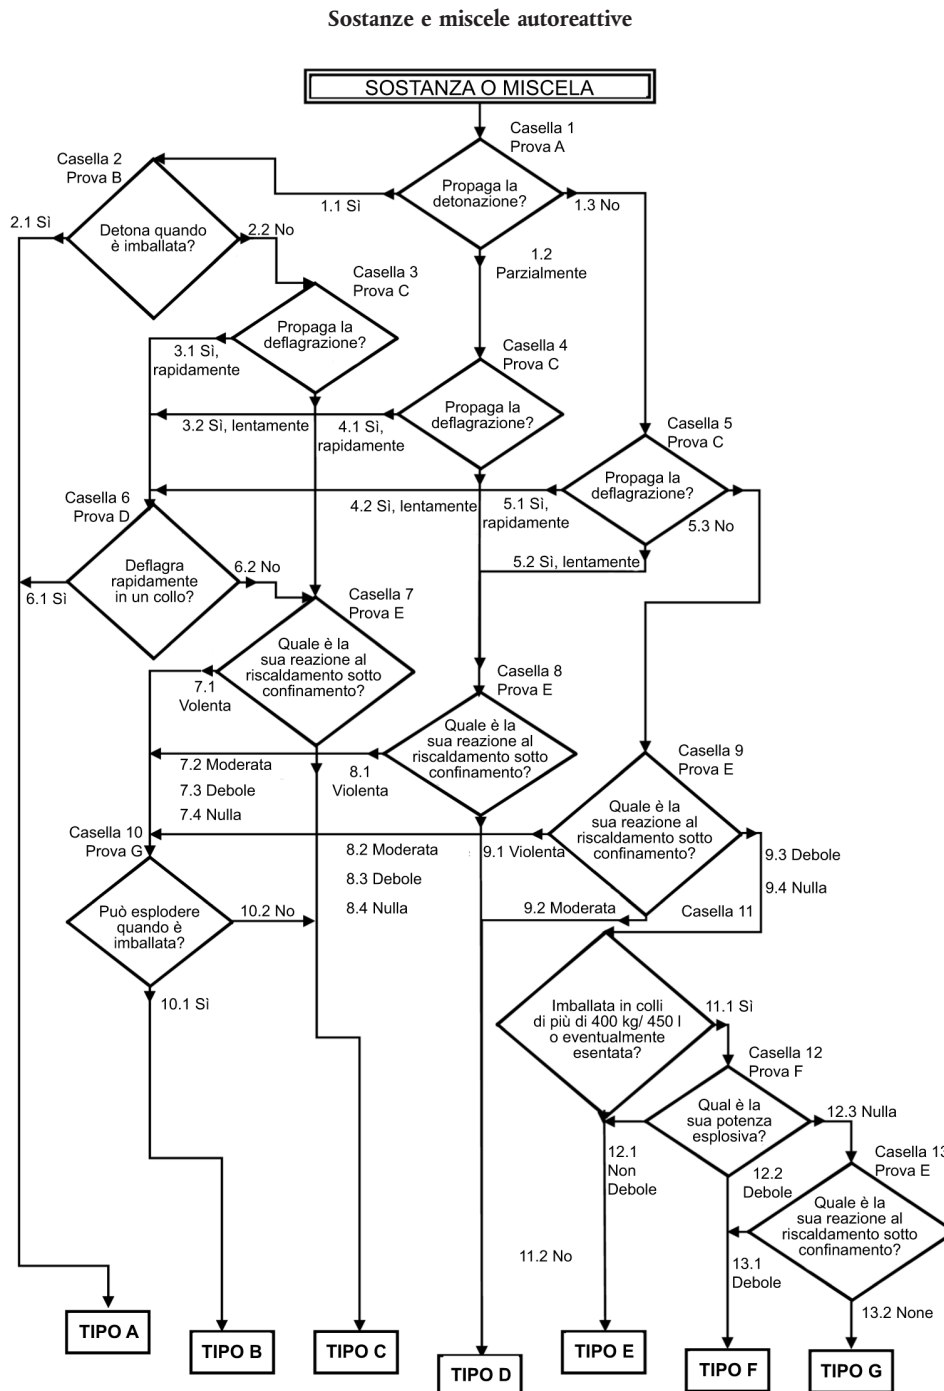 Sostanze e miscele autoreattive
SOSTANZA O MISCELA
Casella 1
Prova A
Propaga la
detonazione?
1.1 Sì
1.3 No
1.2
Parzialmente
Casella 2
Prova B
Detona quando
è imballata?
2.1 Sì
2.2 No
Casella 3
Prova C
Propaga la
deflagrazione?
3.1 Sì,
rapidamente
3.2 Sì, lentamente
Casella 4
Prova C
Propaga la
deflagrazione?
4.1 Sì,
rapidamente
4.2 Sì, lentamente
Casella 5
Prova C
Propaga la
deflagrazione?
5.1 Sì,
rapidamente
5.3 No
5.2 Sì, lentamente
Casella 6
Prova D
Deflagra
rapidamente
in un collo?
6.1 Sì
6.2 No
Casella 7
Prova E
Quale è la
sua reazione al
riscaldamento sotto
confinamento?
7.1
Volenta
7.2 Moderata
7.3 Debole
7.4 Nulla
Casella 8
Prova E
Quale è la
sua reazione al
riscaldamento sotto
confinamento?
8.1
Violenta
8.2 Moderata
8.3 Debole
8.4 Nulla
Casella 9
Prova E
Quale è la
sua reazione al
riscaldamento sotto
confinamento?
9.1 Violenta
9.2 Moderata
9.3 Debole
9.4 Nulla
Casella 10
Prova G
Può esplodere
quando è
imballata?
10.2 No
10.1 Sì
Casella 11
Imballata in colli
di più di 400 kg/ 450 l
o eventualmente
esentata?
11.1 Sì
11.2 No
Casella 12
Prova F
Qual è la
sua potenza
esplosiva?
12.3 Nulla
12.1
Non
Debole
12.2
Debole
Casella 13
Prova E
Quale è la
sua reazione al
riscaldamento sotto
confinamento?
13.1
Debole
13.2 None
TIPO A
TIPO B
TIPO C
TIPO D
TIPO E
TIPO F
TIPO G